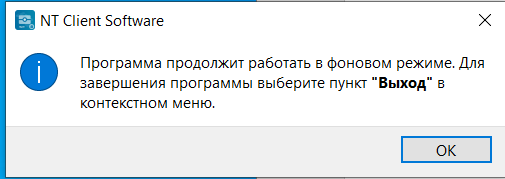 NT Client Software
Программа продолжит работать в фоновом режиме. Для
завершения программы выберите пункт "Выход" в
контекстном меню.
OK